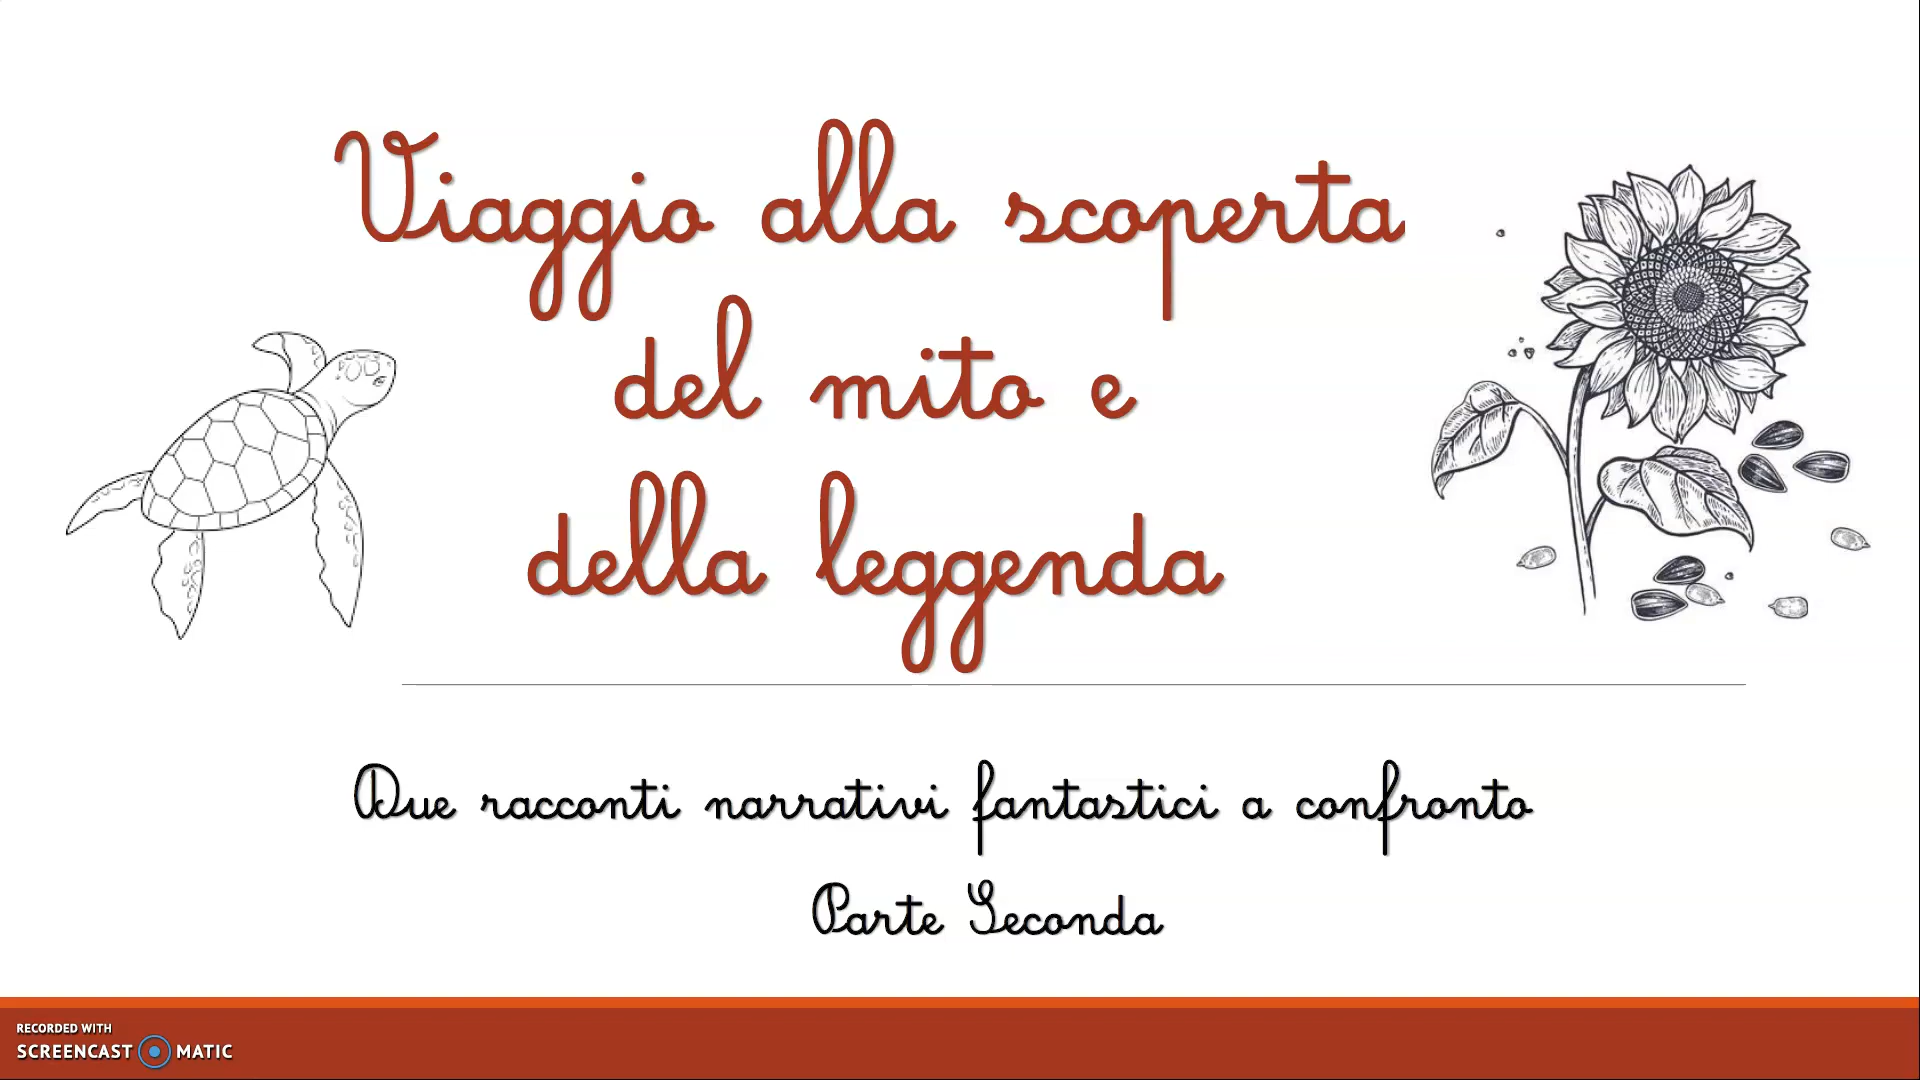 Viaggio alla scoperta
del mito e
della leggenda
Due racconti narrativi fantastici a confronto
Parte Seconda
RECORDED WITH
SCREENCAST MATIC